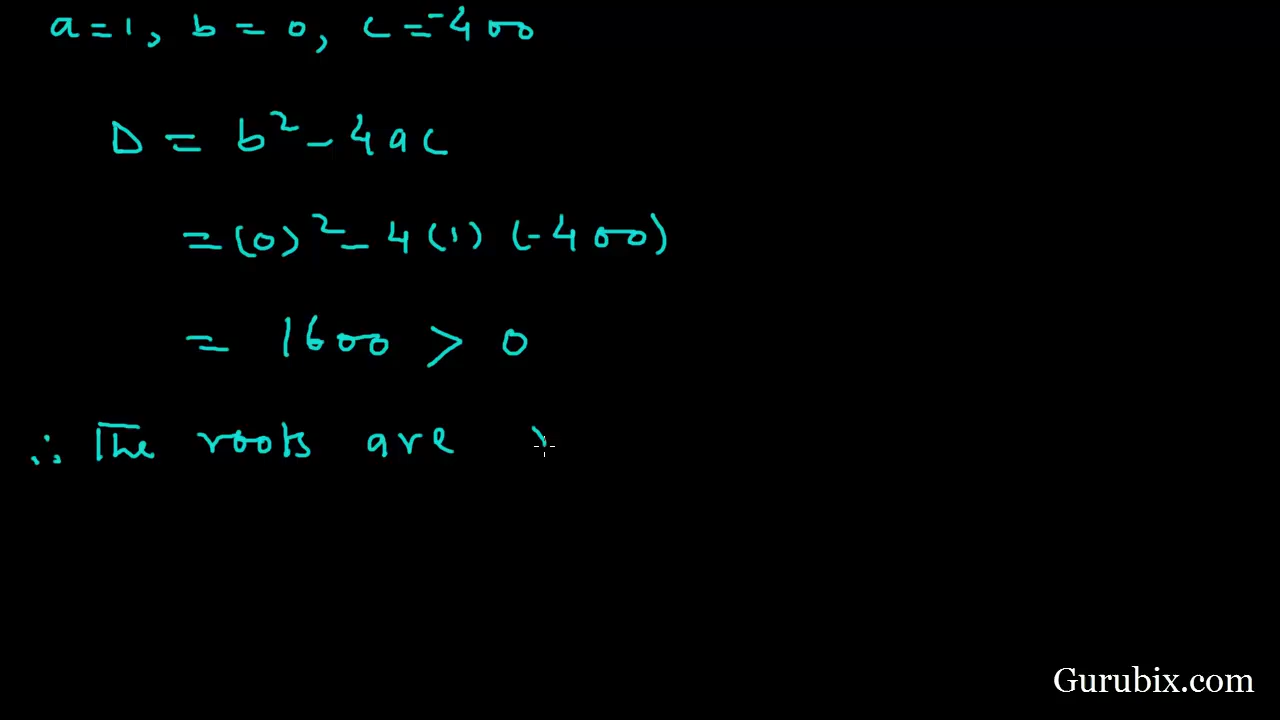 a=1, b=0, c=-400
D = b² - 4ac
= (0)² - 4(1)(-400)
= 1600 > 0
∴ The roots are
Gurubix.com